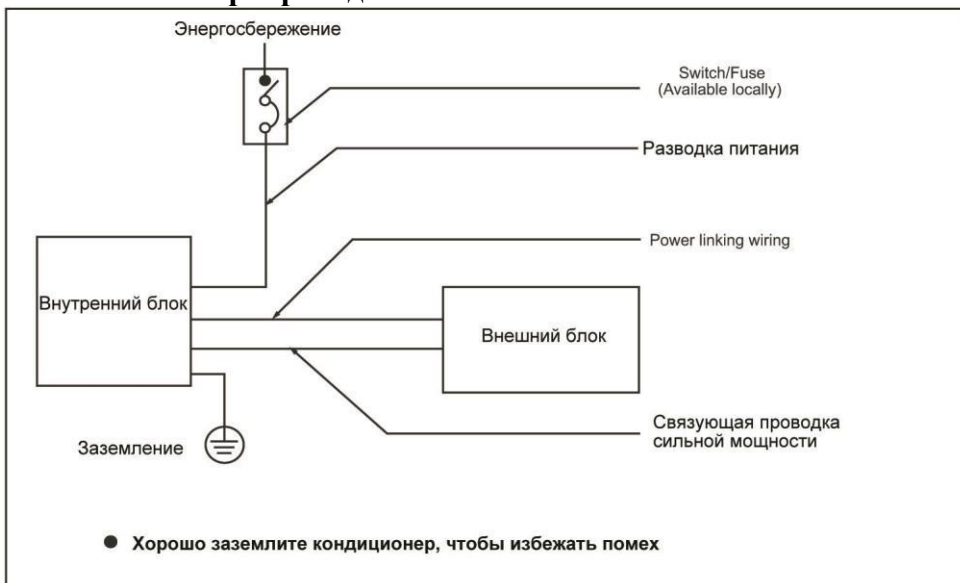 Энергосбережение
Switch/Fuse
(Available locally)
Разводка питания
Power linking wiring
Внутренний блок
Внешний блок
Связующая проводка
сильной мощности
Заземление
● Хорошо заземлите кондиционер, чтобы избежать помех